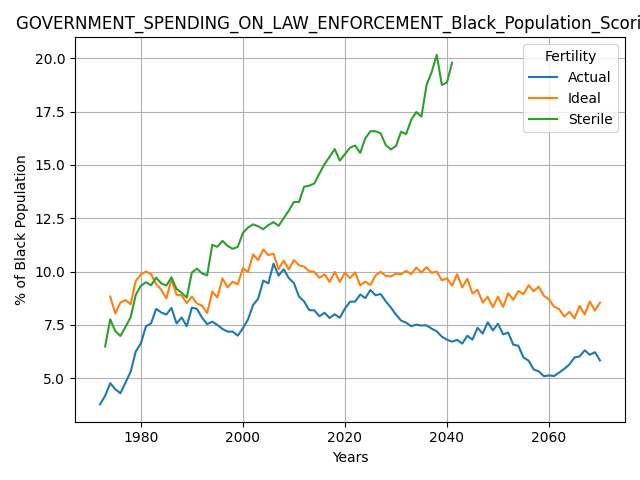 GOVERNMENT_SPENDING_ON_LAW_ENFORCEMENT_Black_Population_Scori
Fertility
Actual
Ideal
Sterile
20.0
17.5
15.0
12.5
10.0
7.5
5.0
% of Black Population
1980 2000 2020 2040 2060
Years